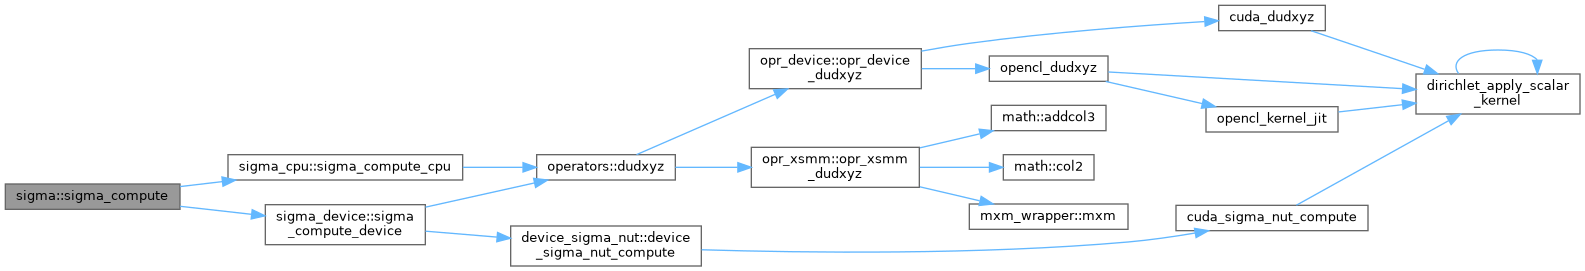 sigma::sigma_compute
sigma_cpu::sigma_compute_cpu
sigma_device::sigma
_compute_device
operators::dudxyz
device_sigma_nut::device
_sigma_nut_compute
opr_device::opr_device
_dudxyz
opr_xsmm::opr_xsmm
_dudxyz
cuda_dudxyz
opencl_dudxyz
math::addcol3
math::col2
mxm_wrapper::mxm
opencl_kernel_jit
cuda_sigma_nut_compute
dirichlet_apply_scalar
_kernel